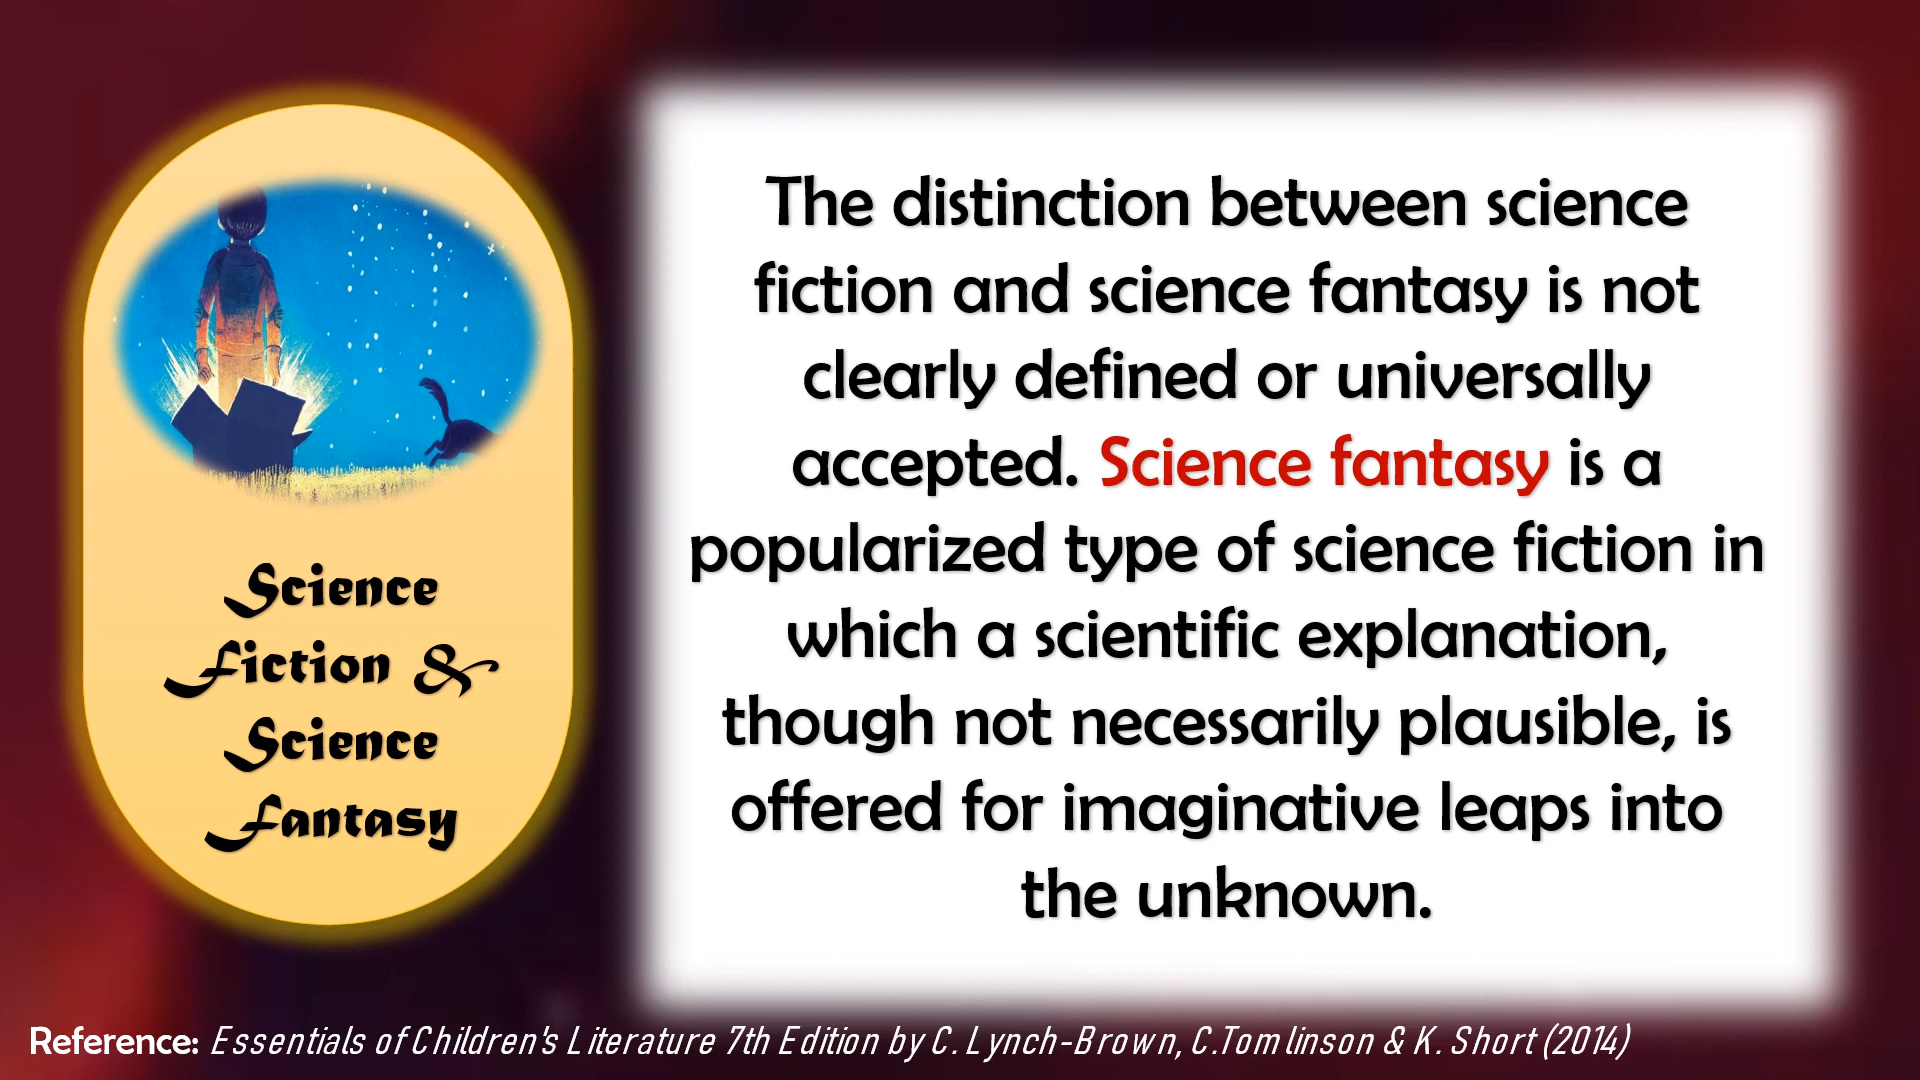 Science
Fiction &
Science
Fantasy
The distinction between science
fiction and science fantasy is not
clearly defined or universally
accepted. Science fantasy is a
popularized type of science fiction in
which a scientific explanation,
though not necessarily plausible, is
offered for imaginative leaps into
the unknown.
Reference: Essentials of Children's Literature 7th Edition by C. Lynch-Brown, C.Tomlinson & K. Short (2014)